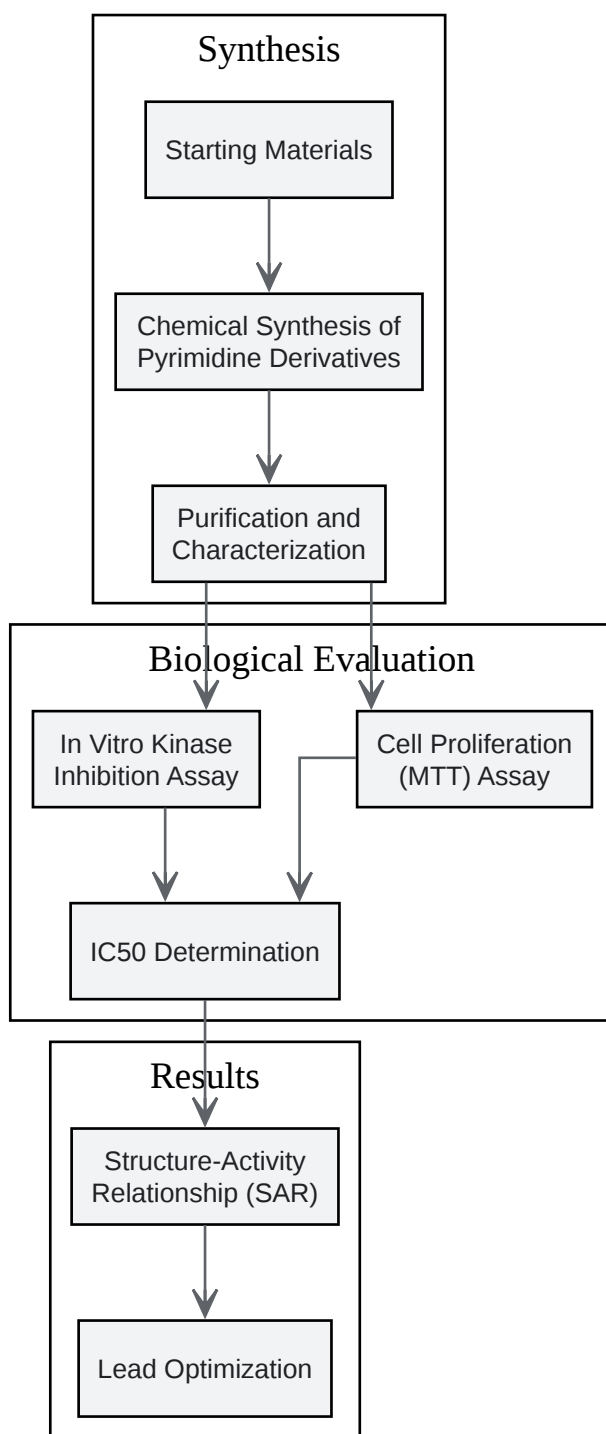 Synthesis
Starting Materials
Chemical Synthesis of
Pyrimidine Derivatives
Purification and
Characterization
Biological Evaluation
In Vitro Kinase
Inhibition Assay
Cell Proliferation
(MTT) Assay
IC50 Determination
Results
Structure-Activity
Relationship (SAR)
Lead Optimization